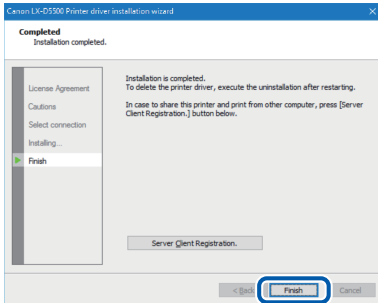 Canon LX-D5500 Printer driver installation wizard
Completed
Installation completed.
License Agreement
Cautions
Select connection
Installing...
Finish
Installation is completed.
To delete the printer driver, execute the uninstallation after restarting.
In case to share this printer and print from other computer, press [Server
Client Registration.] button below.
Server Client Registration.
< Back
Finish
Cancel